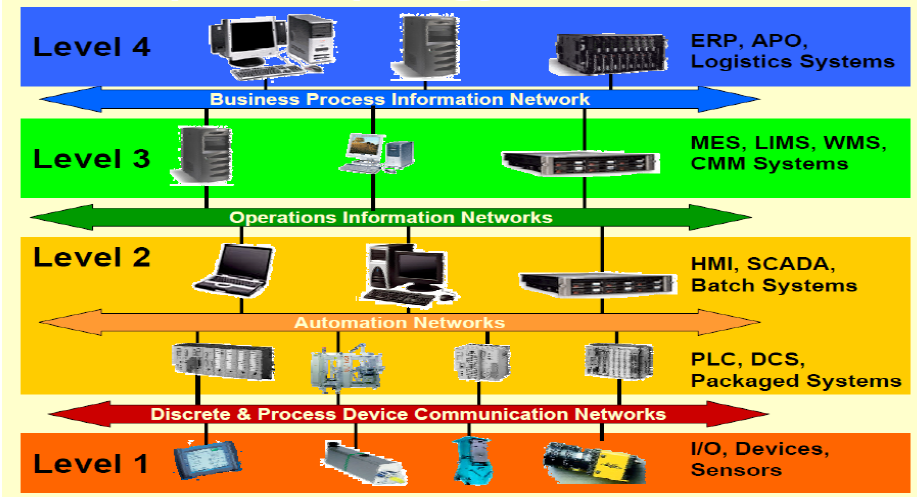 Level 4
ERP, APO,
Logistics Systems
Business Process Information Network
Level 3
MES, LIMS, WMS,
CMM Systems
Operations Information Networks
Level 2
HMI, SCADA,
Batch Systems
Automation Networks
PLC, DCS,
Packaged Systems
Discrete & Process Device Communication Networks
Level 1
I/O, Devices,
Sensors